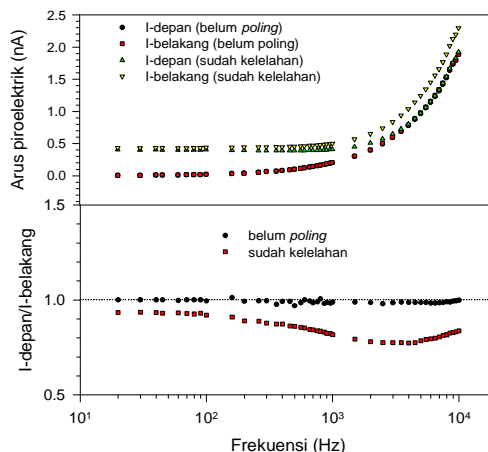 Arus piroelektrik (nA)
2.5
2.0
1.5
1.0
0.5
0.0
I-depan (belum poling)
I-belakang (belum poling)
I-depan (sudah kelelahan)
I-belakang (sudah kelelahan)
I-depan/I-belakang
1.5
1.0
0.5
belum poling
sudah kelelahan
10¹
10²
10³
10⁴
Frekuensi (Hz)